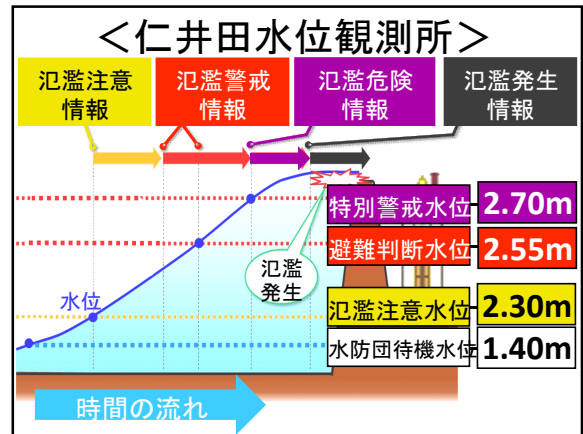 ＜仁井田水位観測所＞
氾濫注意
情報
氾濫警戒
情報
氾濫危険
情報
氾濫発生
情報
特別警戒水位 2.70m
避難判断水位 2.55m
氾濫
発生
水位
氾濫注意水位 2.30m
水防団待機水位 1.40m
時間の流れ